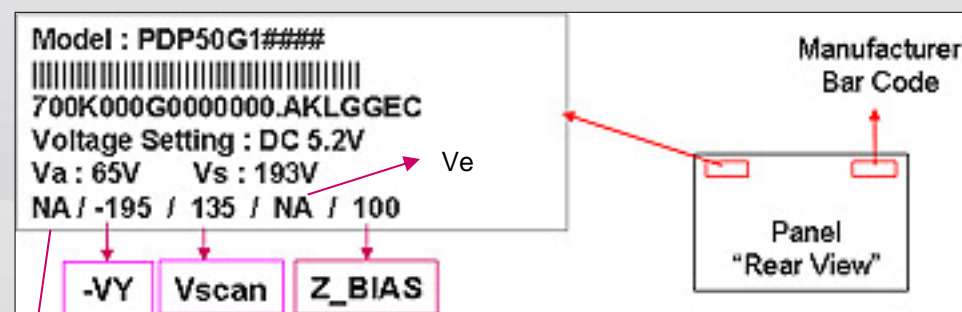 Model : PDP50G1####
700K000G0000000.AKLGGEC
Voltage Setting : DC 5.2V
Va : 65V Vs : 193V
NA / -195 / 135 / NA / 100
Ve
-VY
Vscan
Z_BIAS
Manufacturer
Bar Code
Panel
“Rear View”